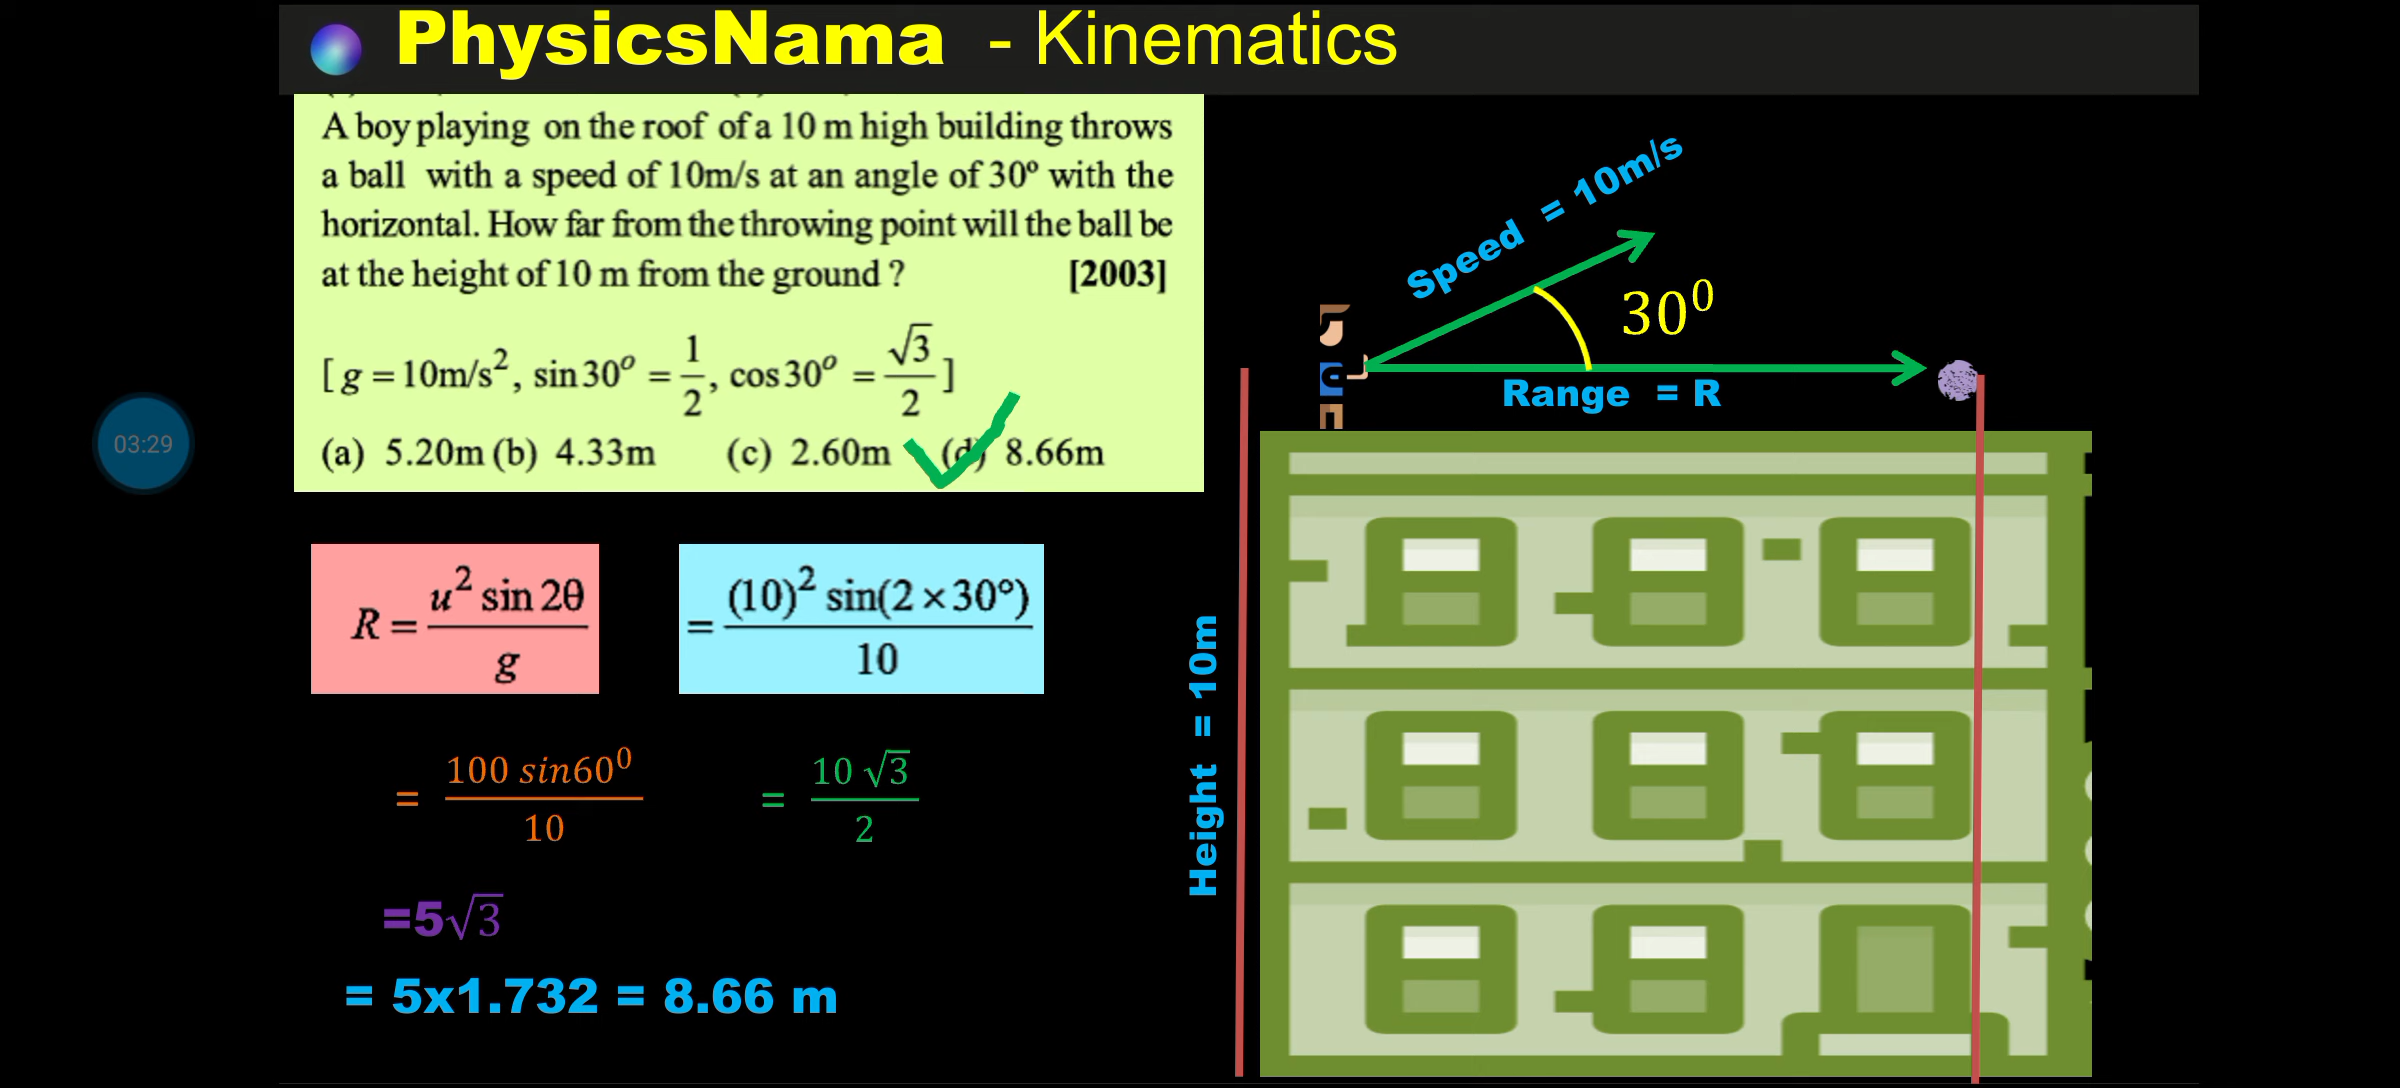 PhysicsNama - Kinematics
A boy playing on the roof of a 10 m high building throws
a ball with a speed of 10m/s at an angle of 30º with the
horizontal. How far from the throwing point will the ball be
at the height of 10 m from the ground ? [2003]
[ g = 10m/s², sin 30° = 1/2, cos 30° = √3/2 ]
(a) 5.20m (b) 4.33m (c) 2.60m (d) 8.66m
03:29
R = u² sin 2θ / g
= (10)² sin(2 × 30°) / 10
= 100 sin60⁰ / 10
= 10 √3 / 2
=5√3
= 5x1.732 = 8.66 m
Speed = 10m/s
30⁰
Range = R
Height = 10m